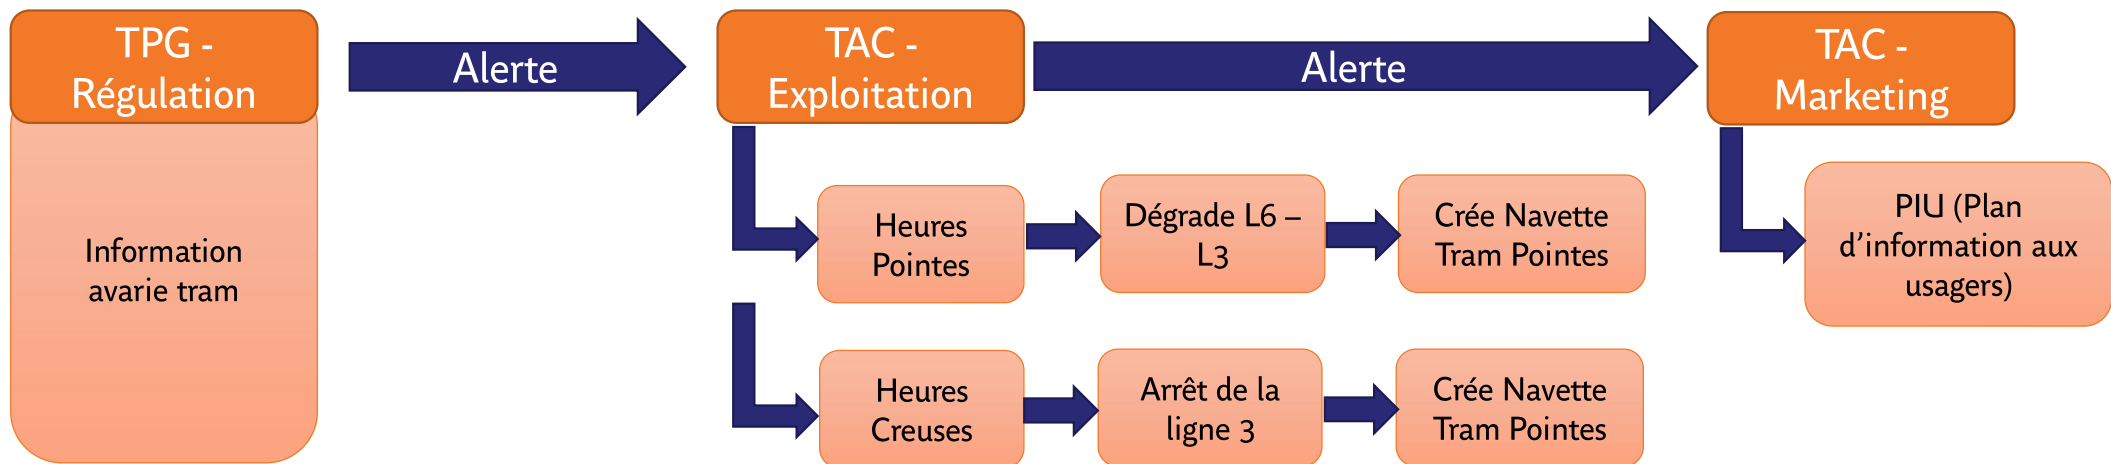 TPG -
Régulation
Alerte
TAC -
Exploitation
Alerte
TAC -
Marketing
Information
avarie tram
Heures
Pointes
Dégrade L6 –
L3
Crée Navette
Tram Pointes
PIU (Plan
d’information aux
usagers)
Heures
Creuses
Arrêt de la
ligne 3
Crée Navette
Tram Pointes